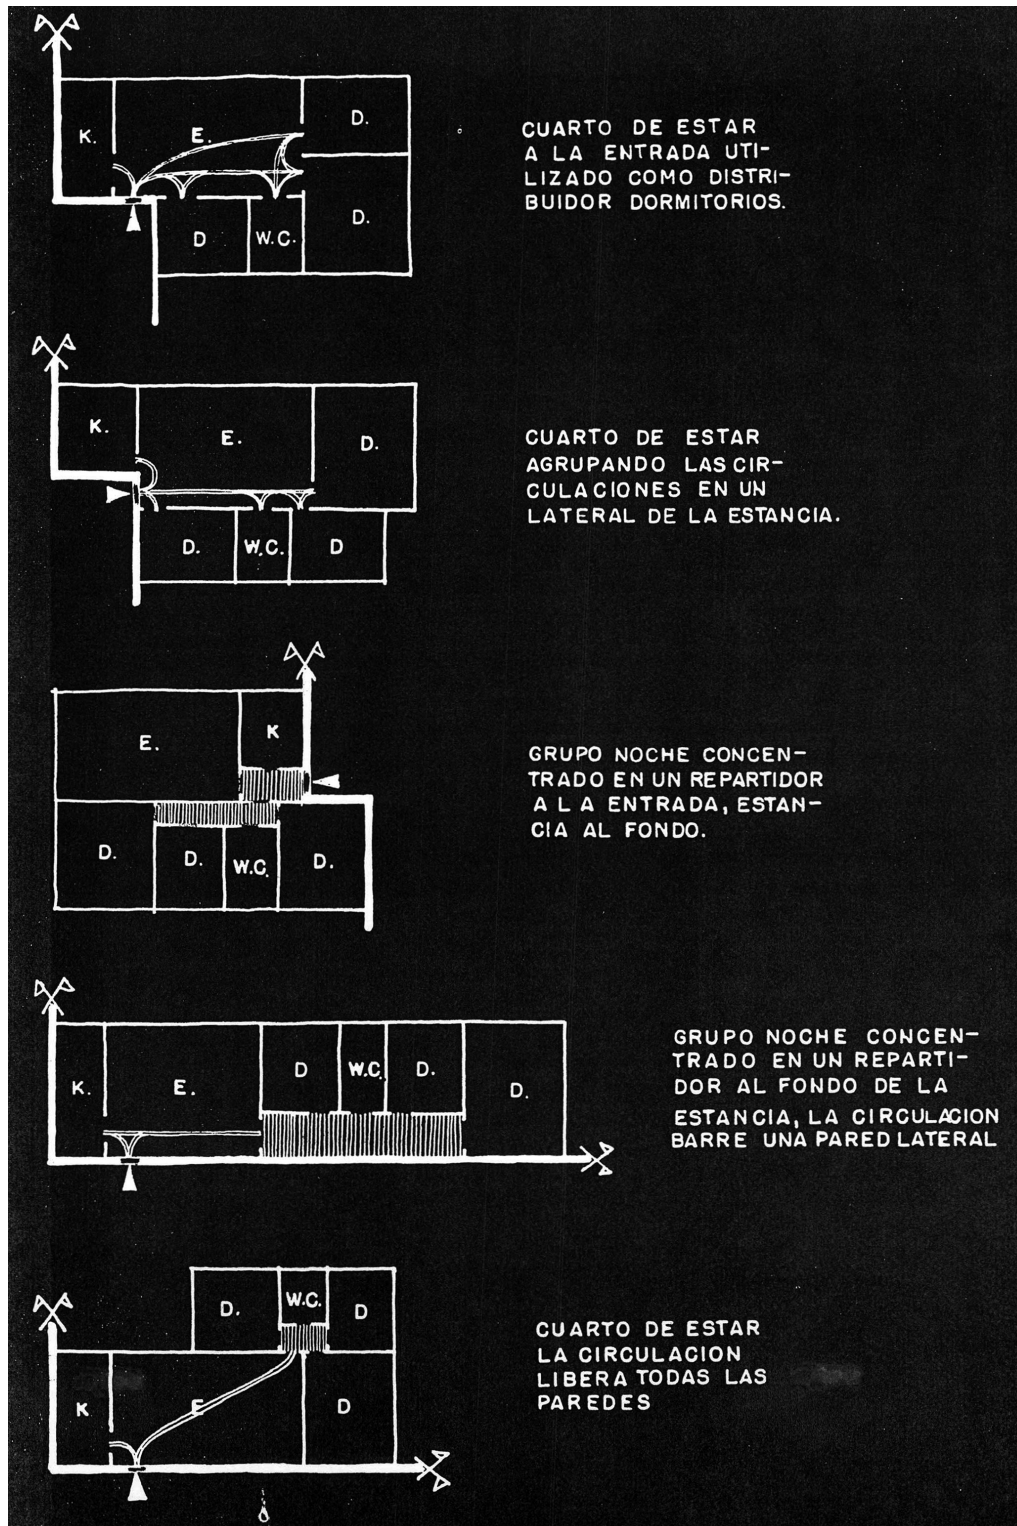 K.
E.
D.
D.
D
W.C.
CUARTO DE ESTAR
A LA ENTRADA UTI-
LIZADO COMO DISTRI-
BUIDOR DORMITORIOS.
K.
E.
D.
D.
W.C.
D
CUARTO DE ESTAR
AGRUPANDO LAS CIR-
CULACIONES EN UN
LATERAL DE LA ESTANCIA.
E.
K
D.
D.
W.C.
D.
GRUPO NOCHE CONCEN-
TRADO EN UN REPARTIDOR
A LA ENTRADA, ESTAN-
CIA AL FONDO.
K.
E.
D
W.C.
D.
D.
GRUPO NOCHE CONCEN-
TRADO EN UN REPARTI-
DOR AL FONDO DE LA
ESTANCIA, LA CIRCULACION
BARRE UNA PARED LATERAL
D.
W.C.
D
K
E
D
CUARTO DE ESTAR
LA CIRCULACION
LIBERA TODAS LAS
PAREDES